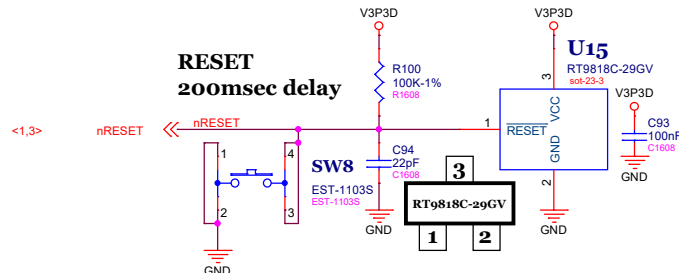 V3P3D
V3P3D
RESET
200msec delay
R100
100K-1%
R1608
U15
RT9818C-29GV
sot-23-3
3
VCC
V3P3D
<1,3>
nRESET
nRESET
1
RESET
GND
C93
100nF
C1608
GND
1
4
SW8
EST-1103S
EST-1103S
2
3
C94
22pF
C1608
3
RT9818C-29GV
1
2
2
GND
GND
GND